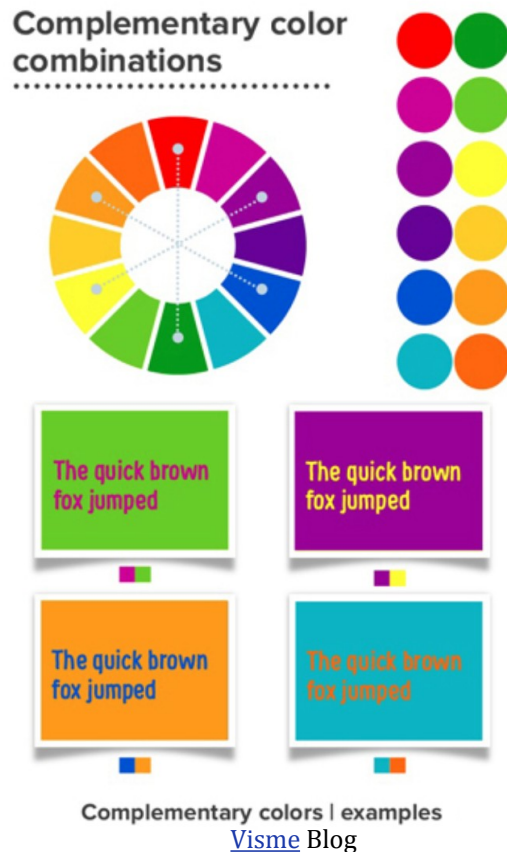 Complementary color
combinations
The quick brown
fox jumped
The quick brown
fox jumped
The quick brown
fox jumped
The quick brown
fox jumped
Complementary colors | examples
Visme Blog